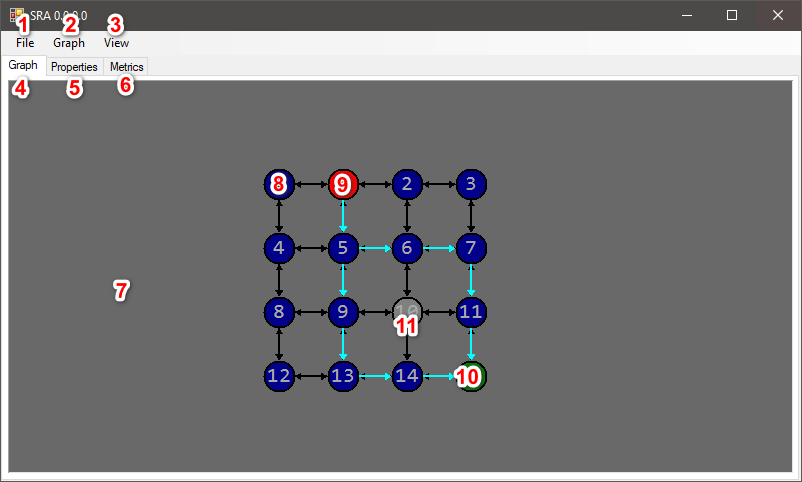 1 2 3
SRA 0.0.0.0
File Graph View
Graph Properties Metrics
4 5 6
8 9 2 3
4 5 6 7
7
8 9 10 11
11
12 13 14 10